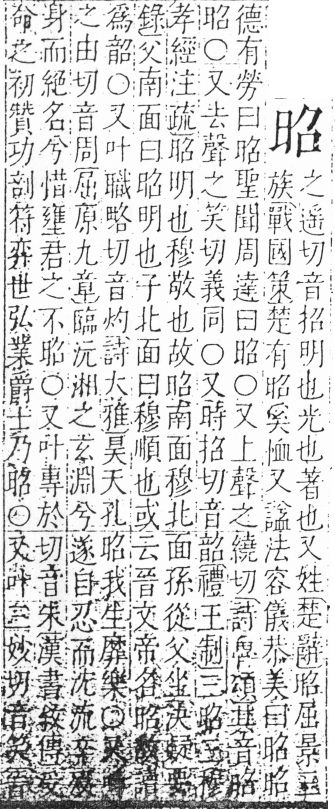 昭
之遙切音招明也光也著也又姓楚辭昭屈景三
族戰國策楚有昭奚恤又諡法容儀恭美曰昭昭
德有勞曰昭聖聞周達曰昭○又上聲之繞切詩魯頌其音昭
昭○又去聲之笑切義同○又時招切音韶禮王制三昭三穆
孝經注疏昭明也穆敬也故昭南面穆北面孫從父坐決疑要
錄父南面曰昭明也子北面曰穆順也或云晉文帝名昭故讀
爲韶○又叶職略切音灼詩大雅昊天孔昭我生靡樂○又叶
之由切音周屈原九章臨沅湘之玄淵兮遂自忍而沈流卒沒
身而絕名兮惜壅君之不昭○又叶專於切音朱漢書敘傳爰
命之初贊功剖符奕世弘業爵土乃昭○又叶之妙切音笑晉